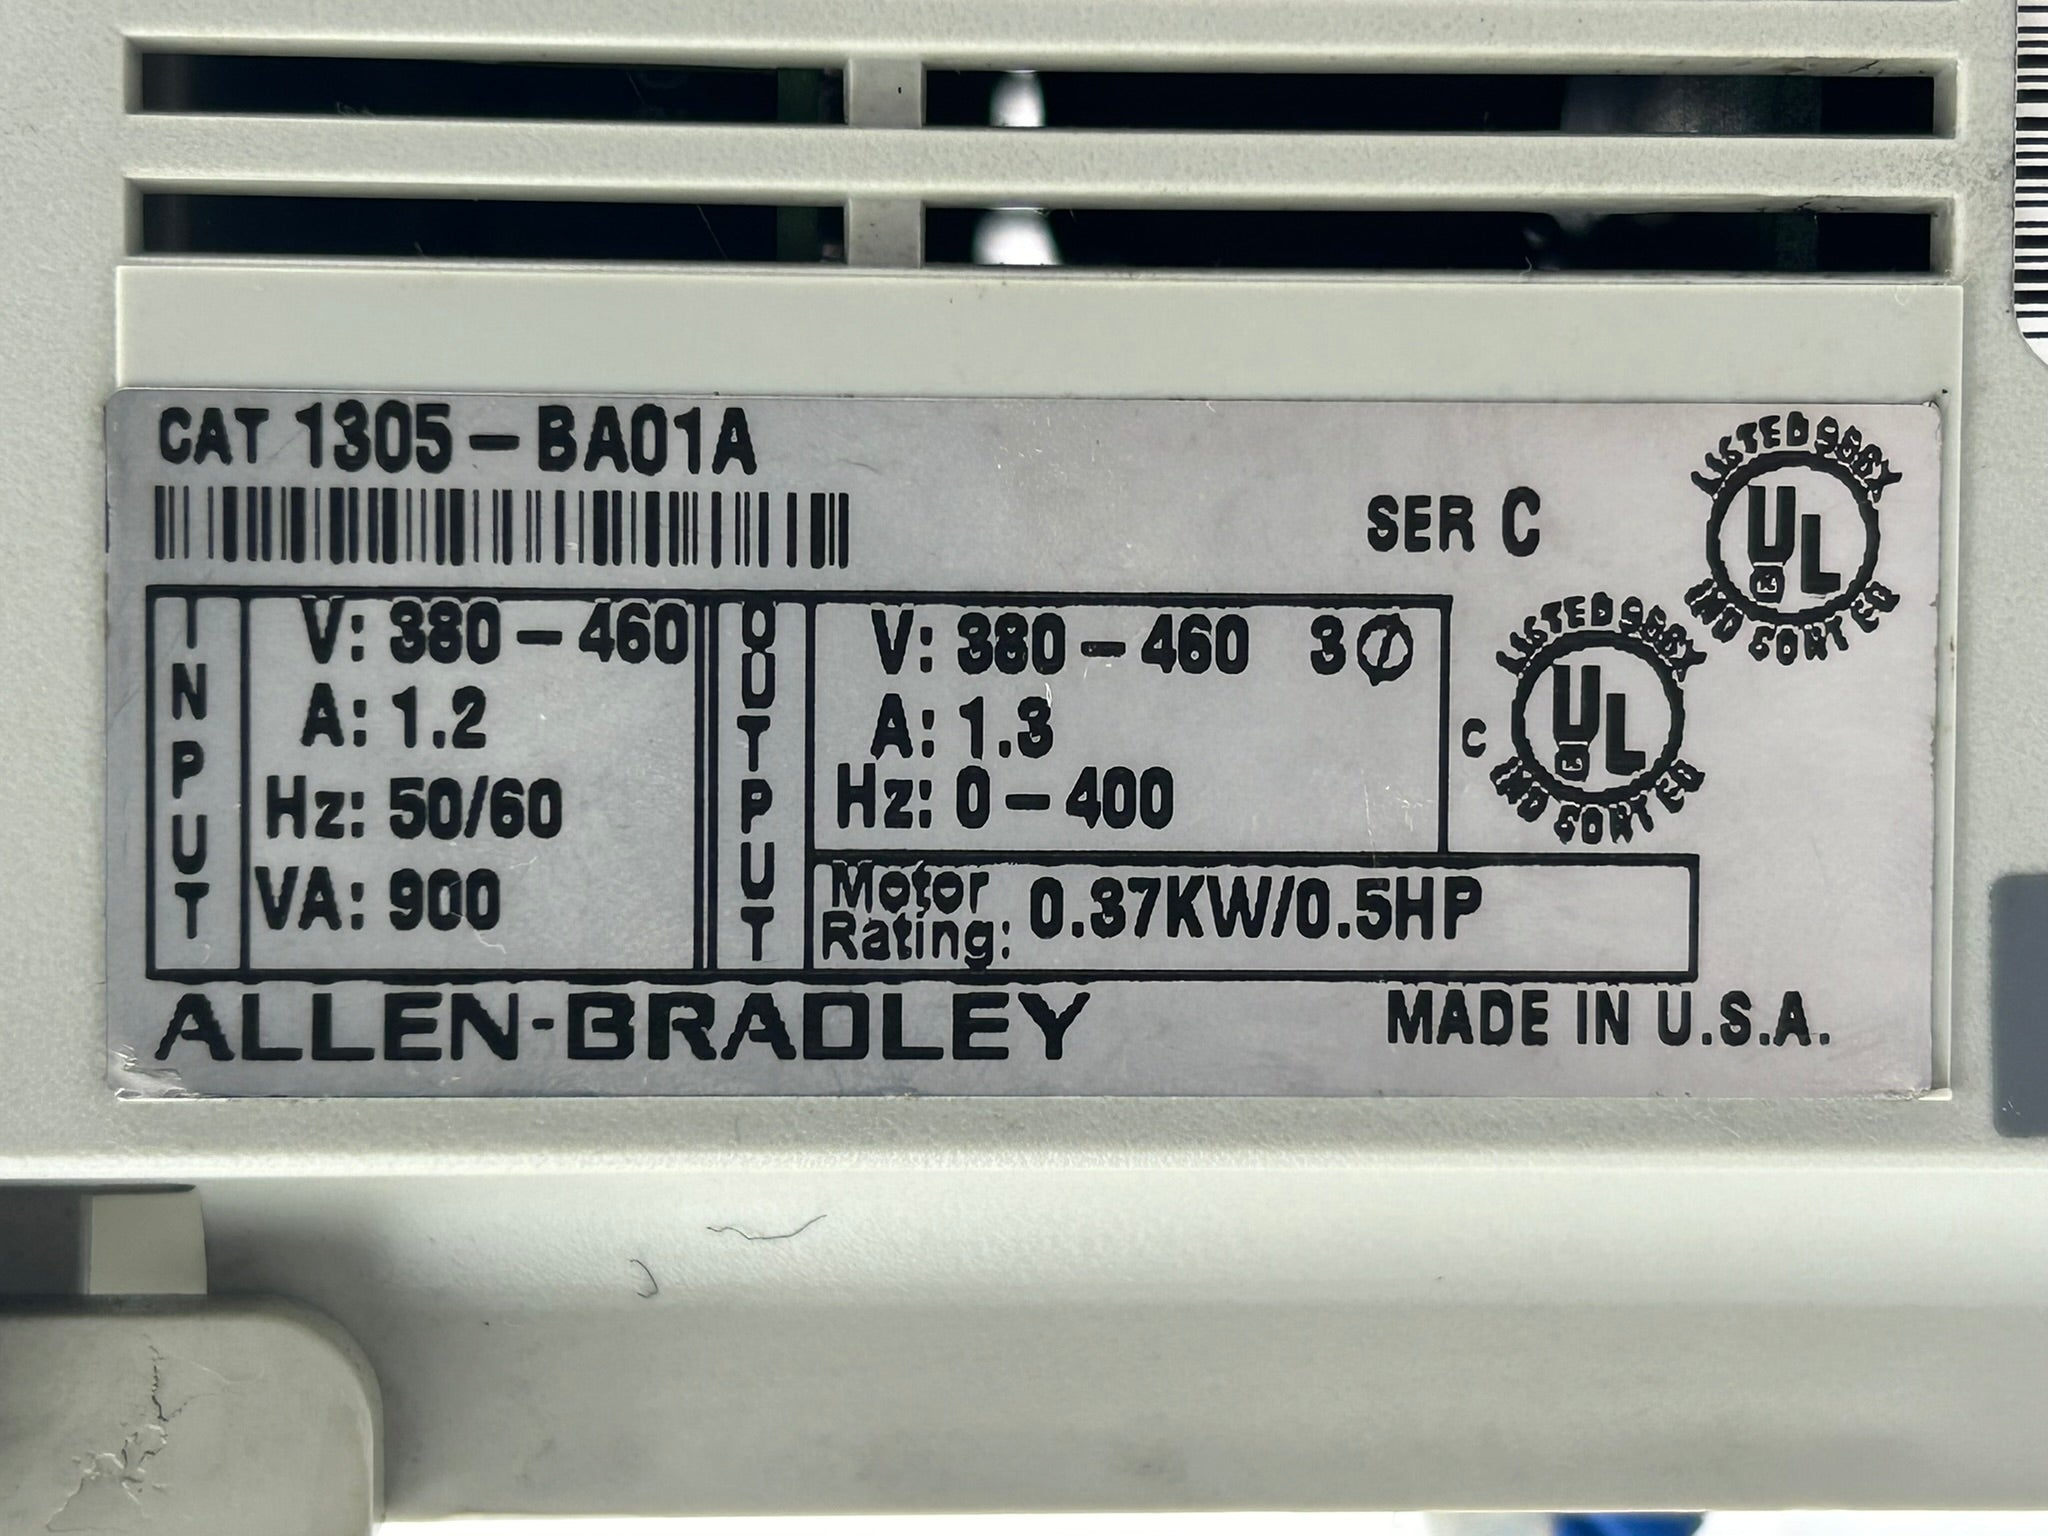 CAT 1305-BA01A
SER C
LISTED 966X
UL
IND CONT EQ
INPUT
V: 380-460
A: 1.2
Hz: 50/60
VA: 900
OUTPUT
V: 380-460 3Ø
A: 1.3
Hz: 0-400
Motor Rating: 0.37KW/0.5HP
LISTED 966X
C UL
IND CONT EQ
ALLEN-BRADLEY
MADE IN U.S.A.